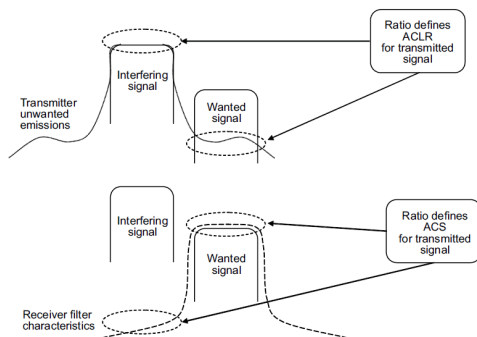 Ratio defines
ACLR
for transmitted
signal
Interfering
signal
Transmitter
unwanted
emissions
Wanted
signal
Interfering
signal
Ratio defines
ACS
for transmitted
signal
Wanted
signal
Receiver filter
characteristics